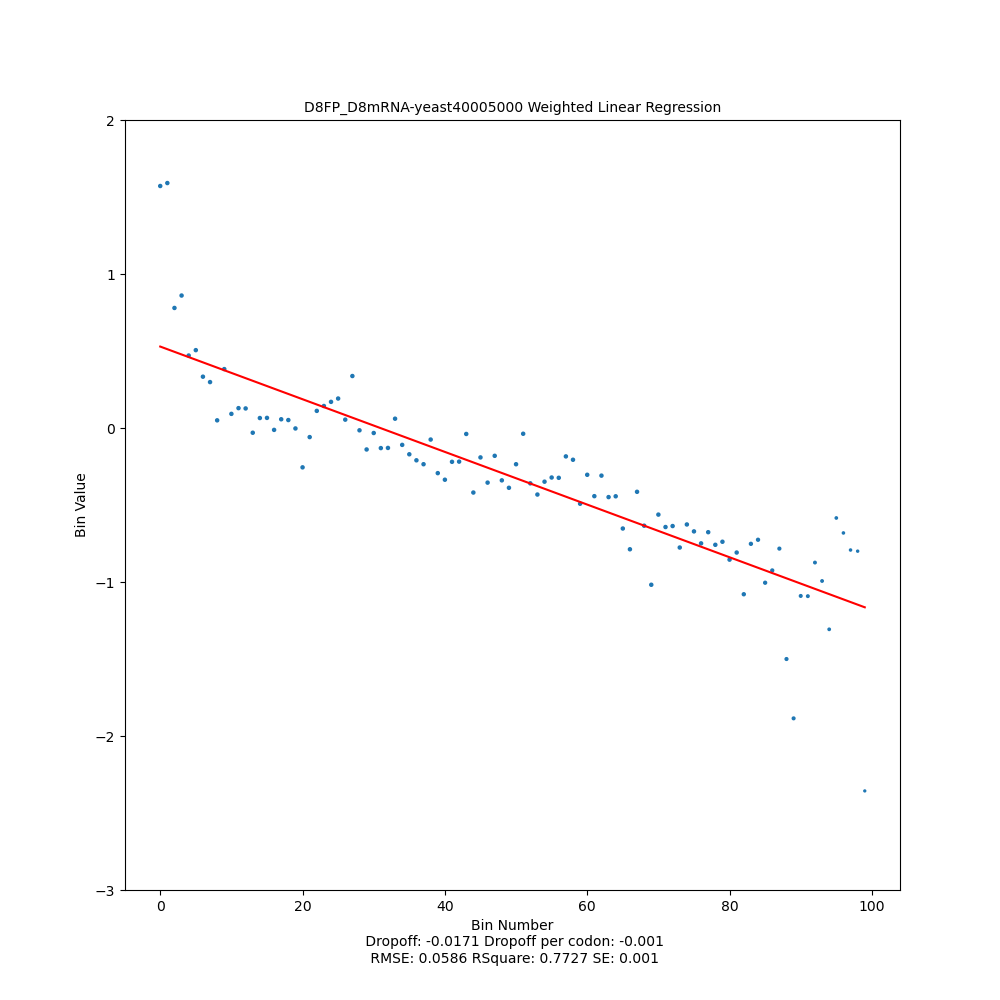 D8FP_D8mRNA-yeast40005000 Weighted Linear Regression
2
1
0
−1
−2
−3
Bin Value
0 20 40 60 80 100
Bin Number
Dropoff: -0.0171 Dropoff per codon: -0.001
RMSE: 0.0586 RSquare: 0.7727 SE: 0.001